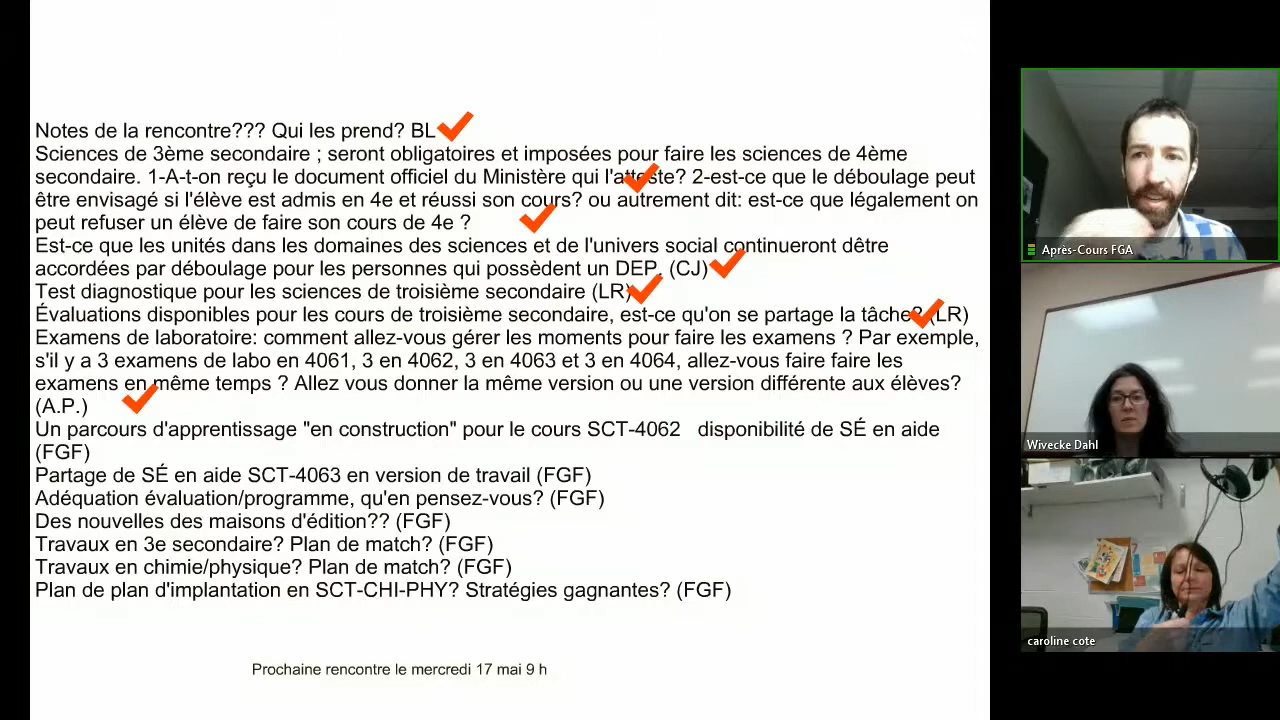 Notes de la rencontre??? Qui les prend? BL
Sciences de 3ème secondaire ; seront obligatoires et imposées pour faire les sciences de 4ème
secondaire. 1-A-t-on reçu le document officiel du Ministère qui l'atteste? 2-est-ce que le déboulage peut
être envisagé si l'élève est admis en 4e et réussi son cours? ou autrement dit: est-ce que légalement on
peut refuser un élève de faire son cours de 4e ?
Est-ce que les unités dans les domaines des sciences et de l'univers social continueront dêtre
accordées par déboulage pour les personnes qui possèdent un DEP. (CJ)
Test diagnostique pour les sciences de troisième secondaire (LR)
Évaluations disponibles pour les cours de troisième secondaire, est-ce qu'on se partage la tâche? (LR)
Examens de laboratoire: comment allez-vous gérer les moments pour faire les examens ? Par exemple,
s'il y a 3 examens de labo en 4061, 3 en 4062, 3 en 4063 et 3 en 4064, allez-vous faire faire les
examens en même temps ? Allez vous donner la même version ou une version différente aux élèves?
(A.P.)
Un parcours d'apprentissage "en construction" pour le cours SCT-4062 disponibilité de SÉ en aide
(FGF)
Partage de SÉ en aide SCT-4063 en version de travail (FGF)
Adéquation évaluation/programme, qu'en pensez-vous? (FGF)
Des nouvelles des maisons d'édition?? (FGF)
Travaux en 3e secondaire? Plan de match? (FGF)
Travaux en chimie/physique? Plan de match? (FGF)
Plan de plan d'implantation en SCT-CHI-PHY? Stratégies gagnantes? (FGF)
Prochaine rencontre le mercredi 17 mai 9 h
Après-Cours FGA
Wivecke Dahl
caroline cote